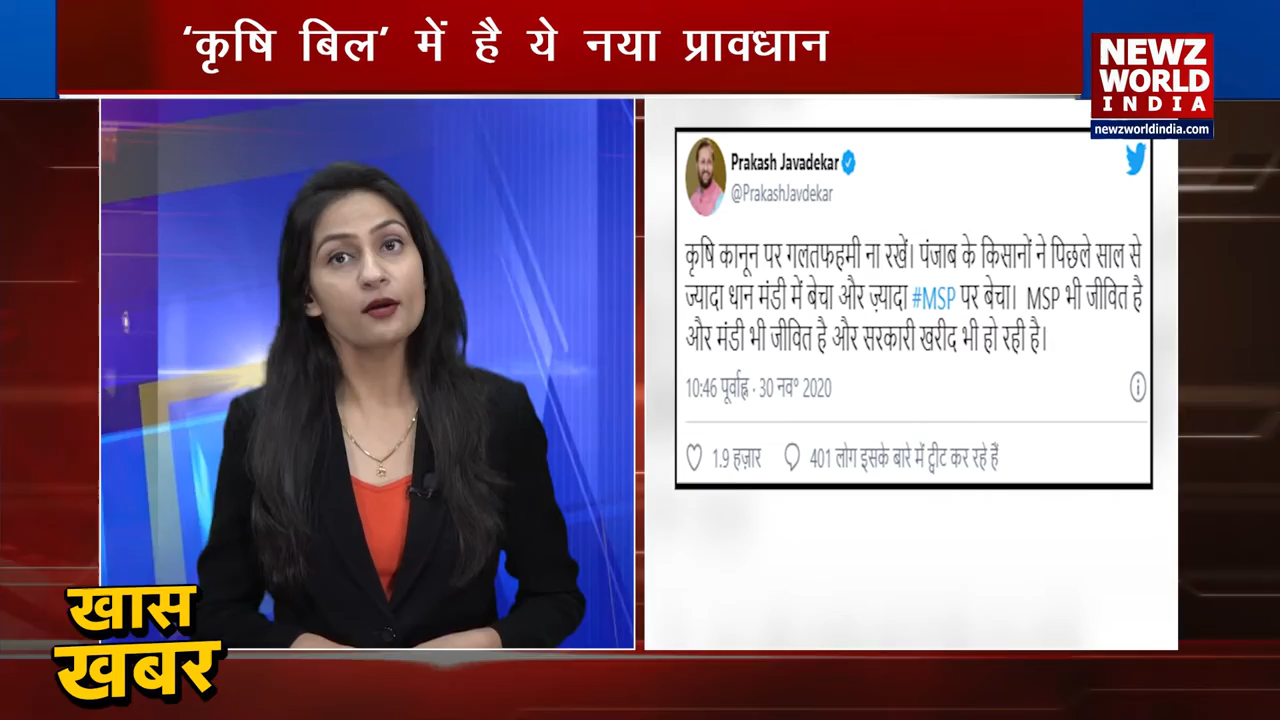 ‘कृषि बिल’ में है ये नया प्रावधान
NEWZ
WORLD
INDIA
newzworldindia.com
Prakash Javadekar
@PrakashJavdekar
कृषि कानून पर गलतफहमी ना रखें। पंजाब के किसानों ने पिछले साल से
ज्यादा धान मंडी में बेचा और ज़्यादा #MSP पर बेचा। MSP भी जीवित है
और मंडी भी जीवित है और सरकारी खरीद भी हो रही है।
10:46 पूर्वाह्न · 30 नव॰ 2020
1.9 हज़ार 401 लोग इसके बारे में ट्वीट कर रहे हैं
खास
खबर